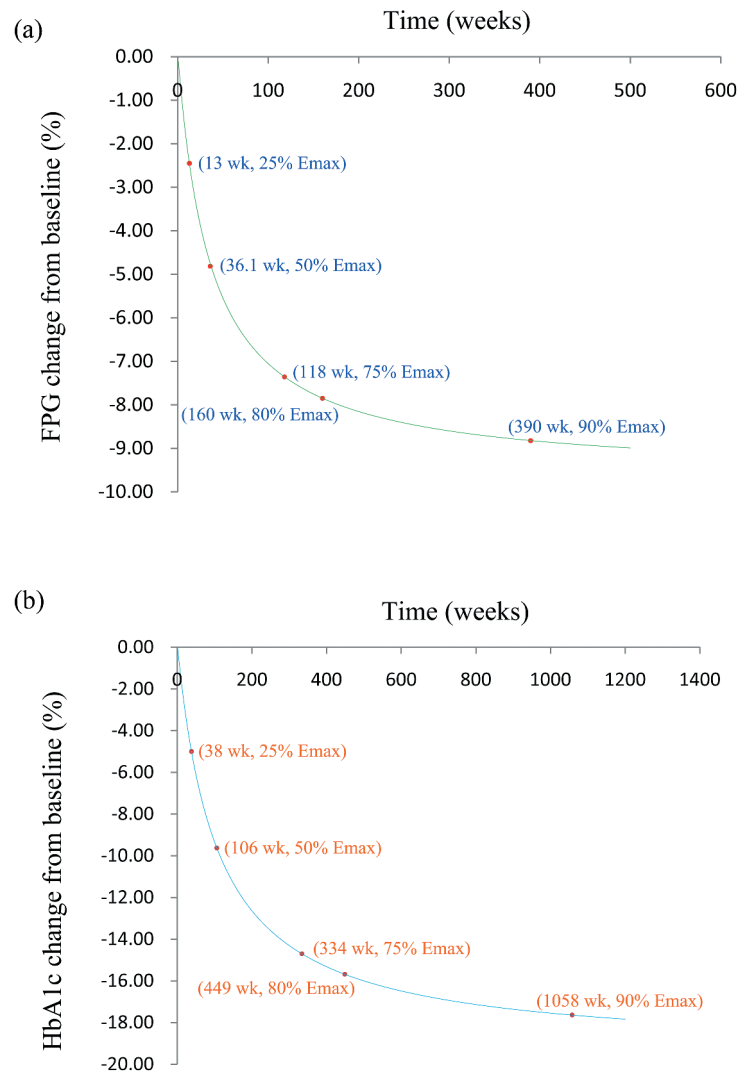 (a)
Time (weeks)
0.00
0 100 200 300 400 500 600
-1.00
-2.00
(13 wk, 25% Emax)
-3.00
-4.00
(36.1 wk, 50% Emax)
-5.00
-6.00
-7.00
(118 wk, 75% Emax)
-8.00
(160 wk, 80% Emax)
(390 wk, 90% Emax)
-9.00
-10.00
FPG change from baseline (%)
(b)
Time (weeks)
0.00
0 200 400 600 800 1000 1200 1400
-2.00
-4.00
(38 wk, 25% Emax)
-6.00
-8.00
(106 wk, 50% Emax)
-10.00
-12.00
-14.00
(334 wk, 75% Emax)
-16.00
(449 wk, 80% Emax)
(1058 wk, 90% Emax)
-18.00
-20.00
HbA1c change from baseline (%)